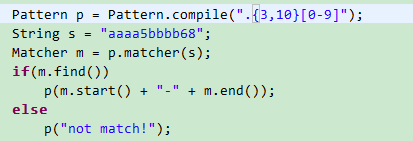 Pattern p = Pattern.compile(".{3,10}[0-9]");
String s = "aaaa5bbbb68";
Matcher m = p.matcher(s);
if(m.find())
    p(m.start() + "-" + m.end());
else
    p("not match!");